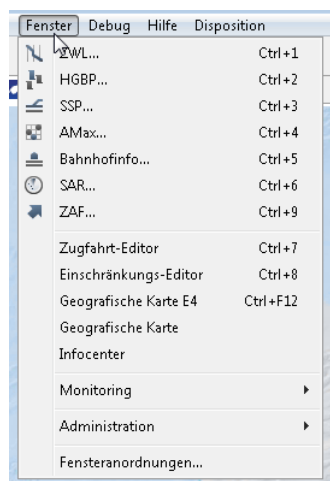 Fenster Debug Hilfe Disposition
ZWL... Ctrl+1
HGBP... Ctrl+2
SSP... Ctrl+3
AMax... Ctrl+4
Bahnhofinfo... Ctrl+5
SAR... Ctrl+6
ZAF... Ctrl+9
Zugfahrt-Editor Ctrl+7
Einschränkungs-Editor Ctrl+8
Geografische Karte E4 Ctrl+F12
Geografische Karte
Infocenter
Monitoring
Administration
Fensteranordnungen...